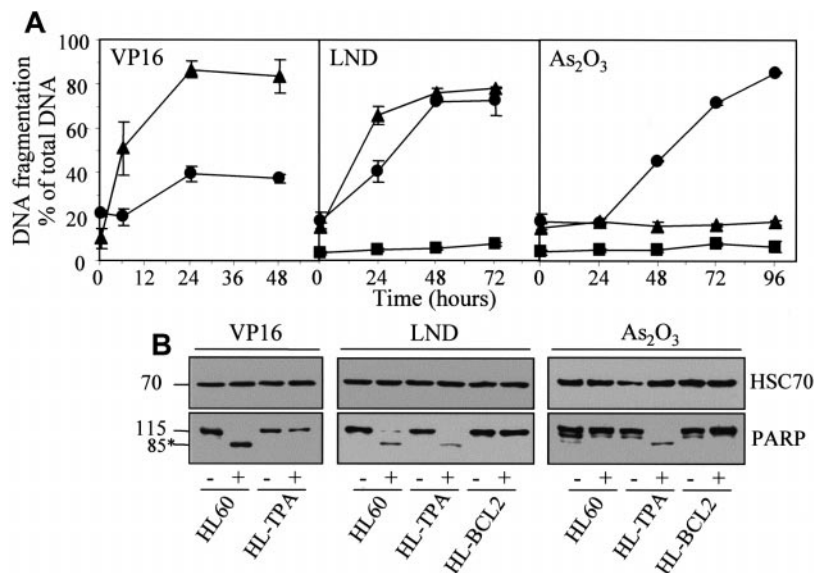 A
VP16 LND As2O3
DNA fragmentation
% of total DNA
100
80
60
40
20
0
0 12 24 36 48 0 24 48 72 0 24 48 72 96
Time (hours)
B
VP16 LND As2O3
70 HSC70
115 PARP
85*
- + - + - + - + - + - + - + - +
HL60 HL-TPA HL60 HL-TPA HL-BCL2 HL60 HL-TPA HL-BCL2